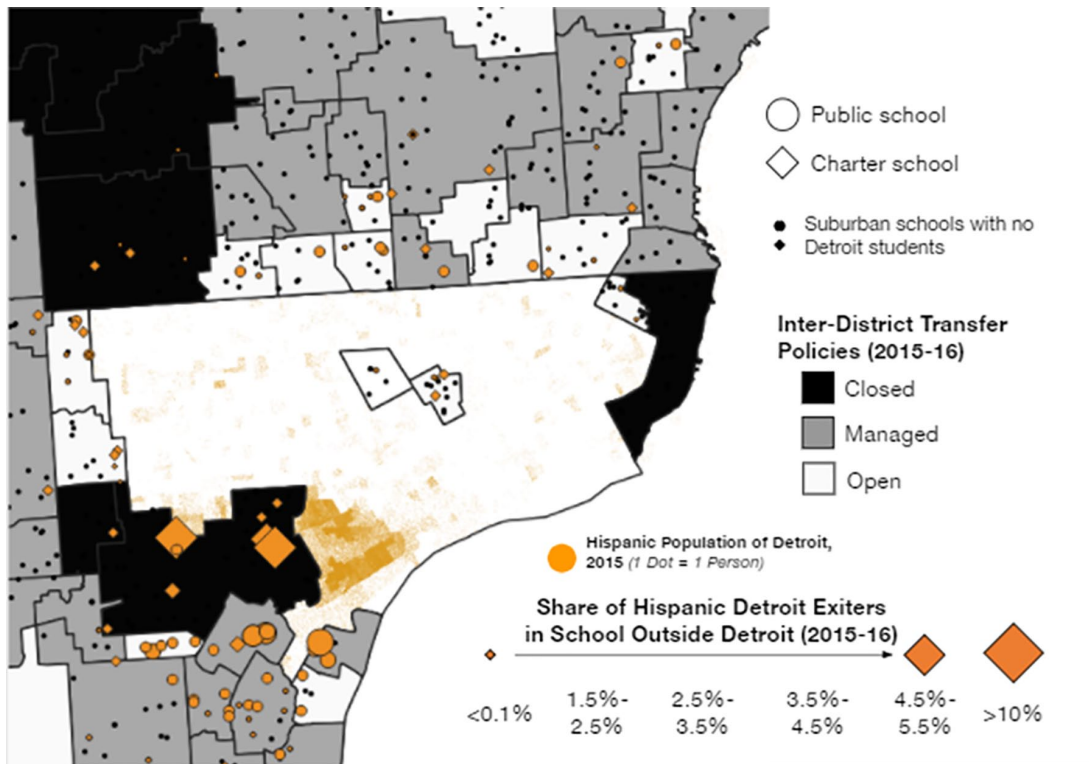 Public school
Charter school
Suburban schools with no
Detroit students
Inter-District Transfer
Policies (2015-16)
Closed
Managed
Open
Hispanic Population of Detroit,
2015 (1 Dot = 1 Person)
Share of Hispanic Detroit Exiters
in School Outside Detroit (2015-16)
<0.1%
1.5%-
2.5%
2.5%-
3.5%
3.5%-
4.5%
4.5%-
5.5%
>10%